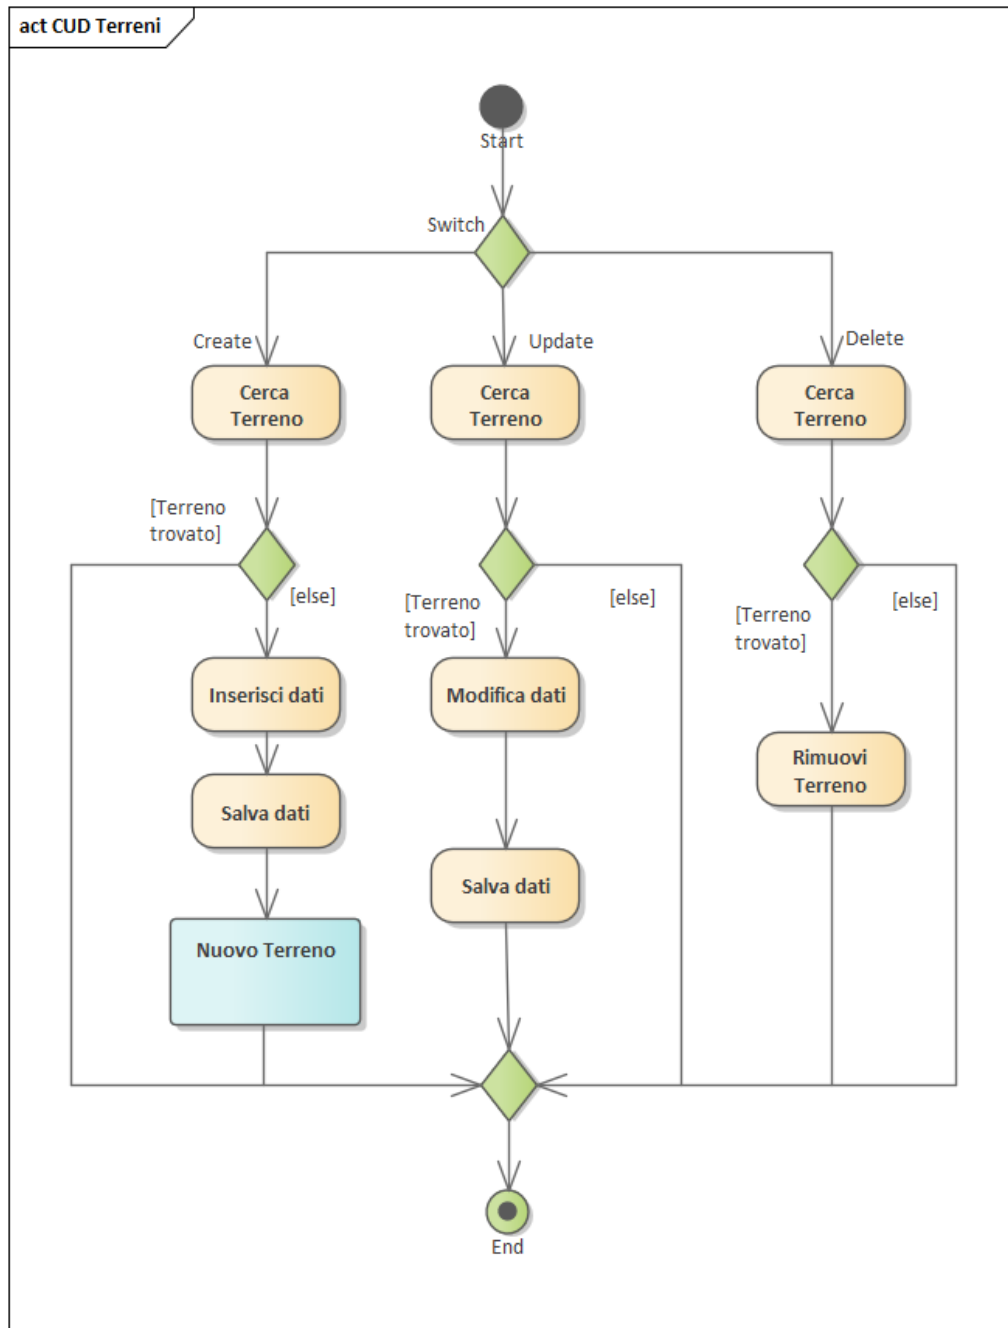 act CUD Terreni
Start
Switch
Create
Update
Delete
Cerca
Terreno
Cerca
Terreno
Cerca
Terreno
[Terreno
trovato]
[else]
[Terreno
trovato]
[else]
[Terreno
trovato]
[else]
Inserisci dati
Modifica dati
Rimuovi
Terreno
Salva dati
Salva dati
Nuovo Terreno
End